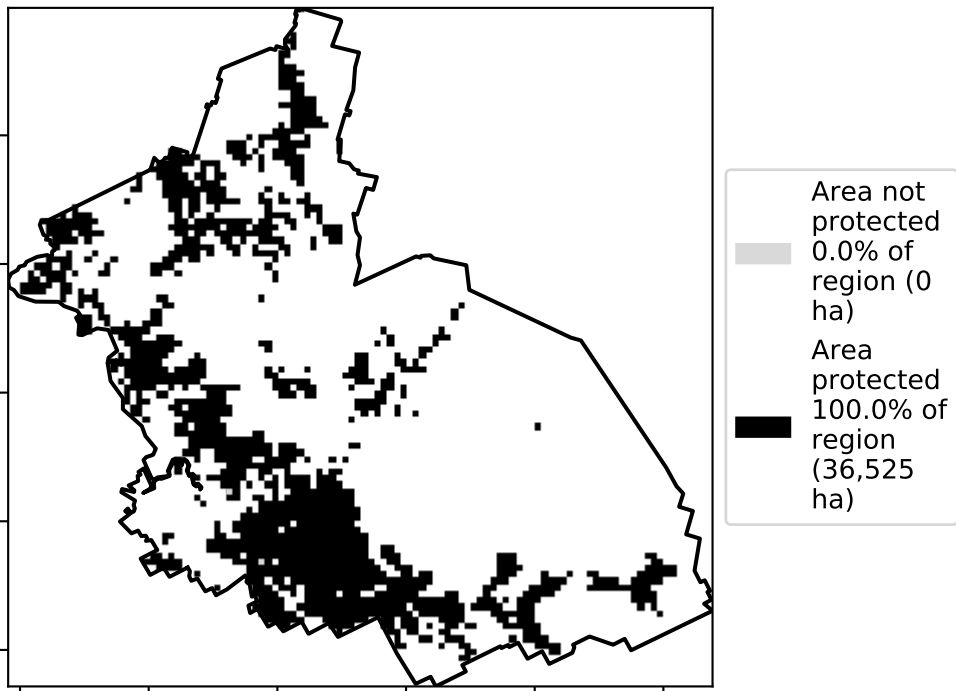 Area not
protected
0.0% of
region (0
ha)
Area
protected
100.0% of
region
(36,525
ha)